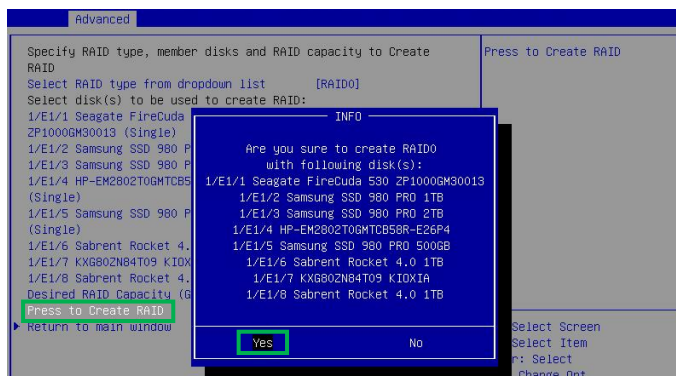 Advanced
Specify RAID type, member disks and RAID capacity to Create
RAID
Select RAID type from dropdown list [RAID0]
Select disk(s) to be used to create RAID:
1/E1/1 Seagate FireCuda
ZP1000GM30013 (Single)
1/E1/2 Samsung SSD 980 P
1/E1/3 Samsung SSD 980 P
1/E1/4 HP-EM2802T0GMTCB5
(Single)
1/E1/5 Samsung SSD 980 P
(Single)
1/E1/6 Sabrent Rocket 4.
1/E1/7 KXG80ZN84T09 KIOX
1/E1/8 Sabrent Rocket 4.
Desired RAID Capacity (G
Press to Create RAID
Return to main window
INFO
Are you sure to create RAID0
with following disk(s):
1/E1/1 Seagate FireCuda 530 ZP1000GM30013
1/E1/2 Samsung SSD 980 PRO 1TB
1/E1/3 Samsung SSD 980 PRO 2TB
1/E1/4 HP-EM2802T0GMTCB58R-E26P4
1/E1/5 Samsung SSD 980 PRO 500GB
1/E1/6 Sabrent Rocket 4.0 1TB
1/E1/7 KXG80ZN84T09 KIOXIA
1/E1/8 Sabrent Rocket 4.0 1TB
Yes No
Press to Create RAID
Select Screen
Select Item
r: Select
Change Opt